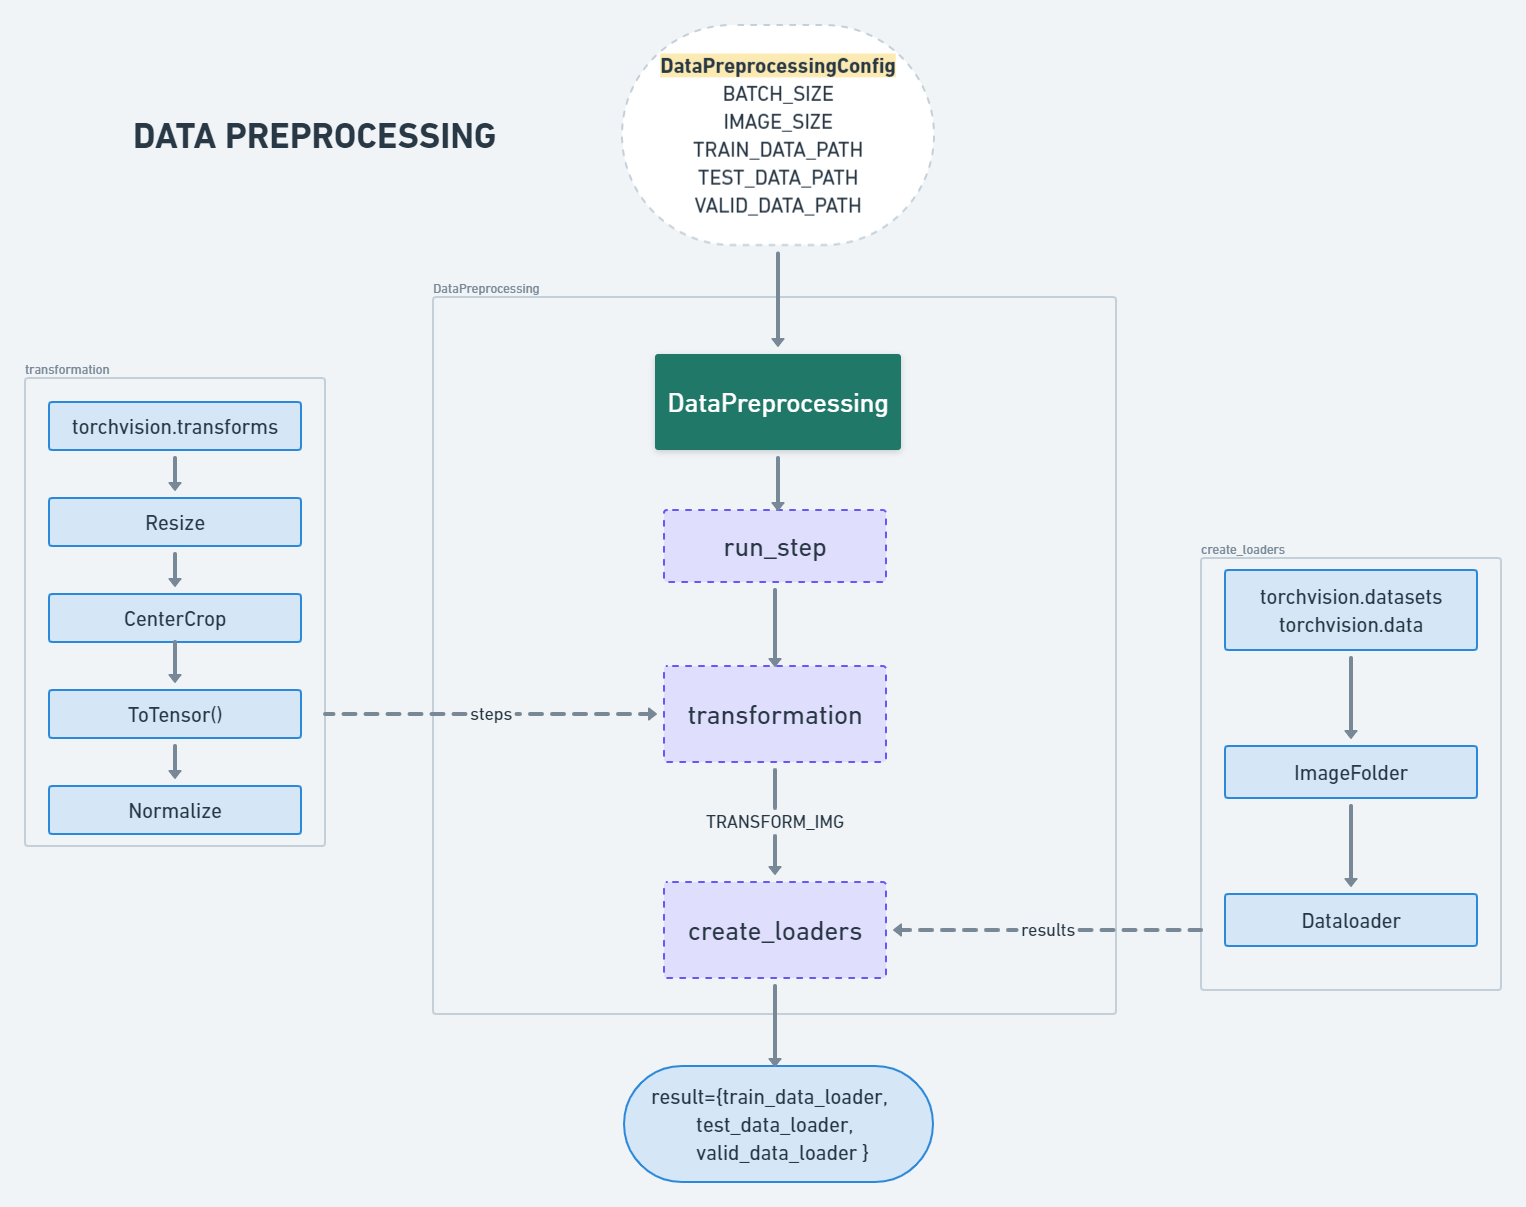 DATA PREPROCESSING
DataPreprocessingConfig
BATCH_SIZE
IMAGE_SIZE
TRAIN_DATA_PATH
TEST_DATA_PATH
VALID_DATA_PATH
DataPreprocessing
DataPreprocessing
run_step
transformation
TRANSFORM_IMG
create_loaders
transformation
torchvision.transforms
Resize
CenterCrop
ToTensor()
Normalize
steps
create_loaders
torchvision.datasets
torchvision.data
ImageFolder
Dataloader
results
result={train_data_loader,
test_data_loader,
valid_data_loader }